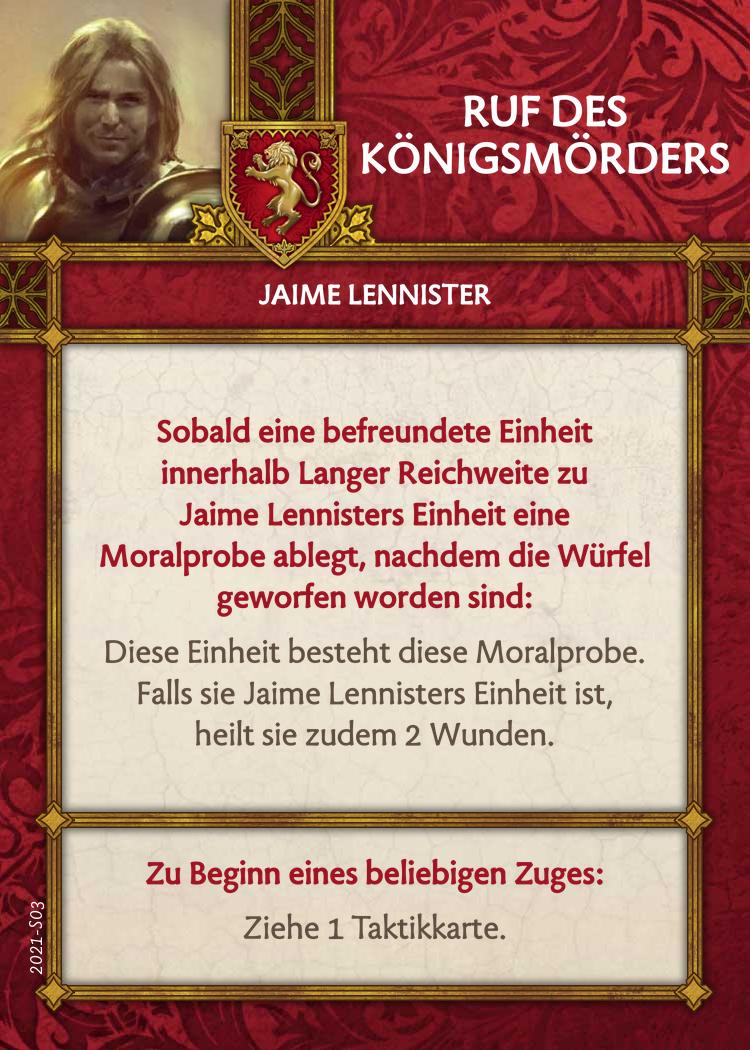 RUF DES
KÖNIGSMÖRDERS
JAIME LENNISTER
Sobald eine befreundete Einheit
innerhalb Langer Reichweite zu
Jaime Lennisters Einheit eine
Moralprobe ablegt, nachdem die Würfel
geworfen worden sind:
Diese Einheit besteht diese Moralprobe.
Falls sie Jaime Lennisters Einheit ist,
heilt sie zudem 2 Wunden.
Zu Beginn eines beliebigen Zuges:
Ziehe 1 Taktikkarte.
2021-S03